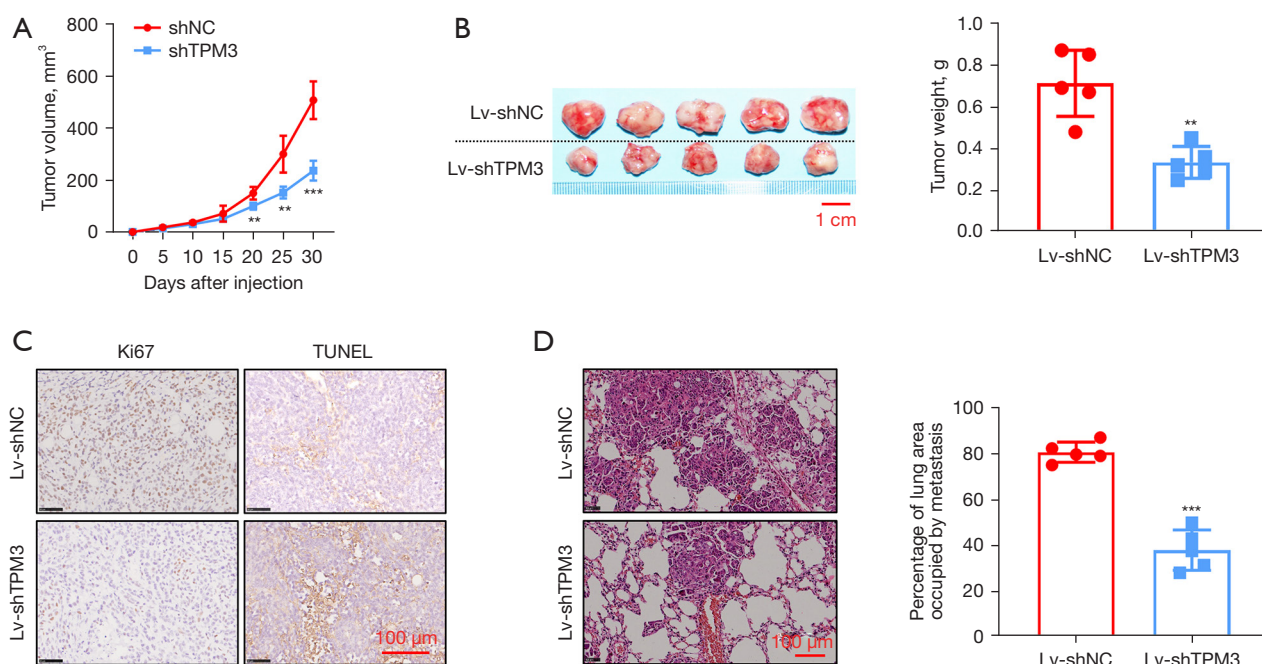 A
800
600
400
200
0
Tumor volume, mm³
shNC
shTPM3
**
**
***
0 5 10 15 20 25 30
Days after injection
B
Lv-shNC
Lv-shTPM3
1 cm
1.0
0.8
0.6
0.4
0.2
0.0
Tumor weight, g
**
Lv-shNC Lv-shTPM3
C
Ki67 TUNEL
Lv-shNC
Lv-shTPM3
100 µm
D
Lv-shNC
Lv-shTPM3
100 µm
100
80
60
40
20
0
Percentage of lung area
occupied by metastasis
***
Lv-shNC Lv-shTPM3